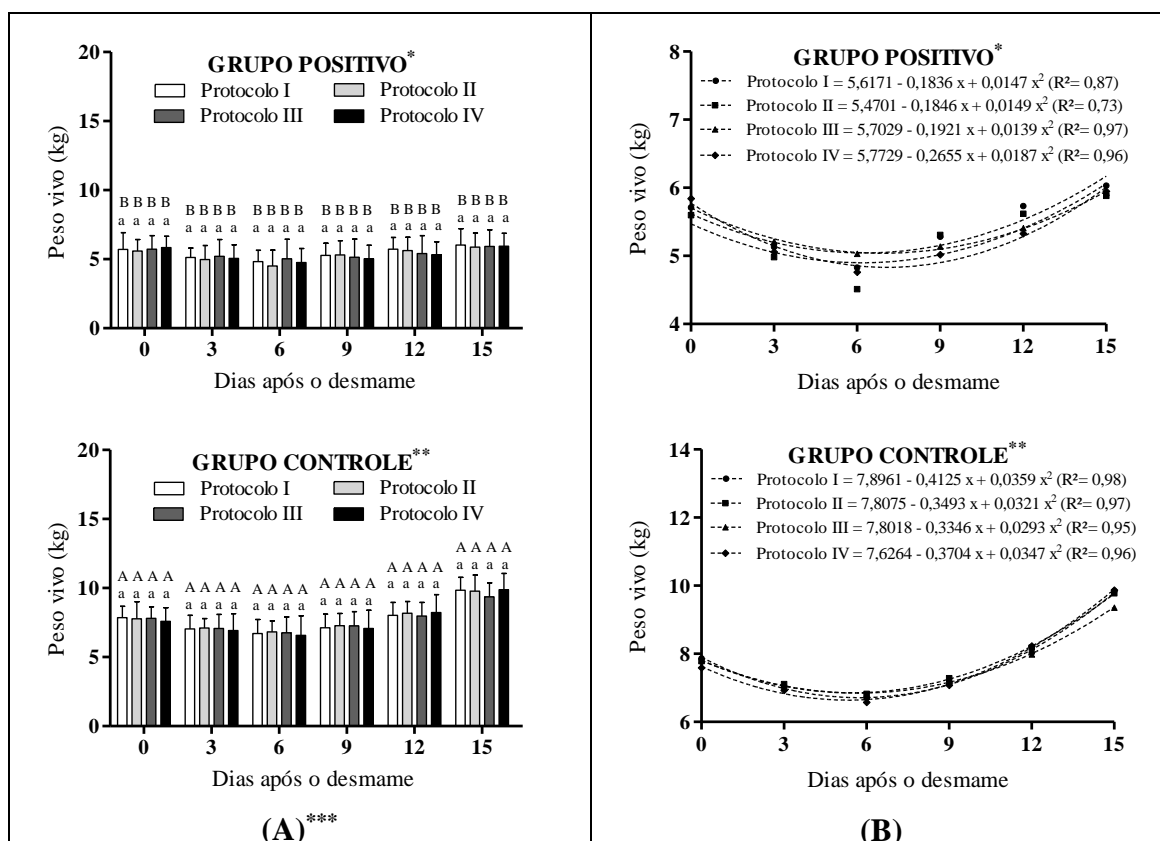 20
GRUPO POSITIVO*
Protocolo I Protocolo II
Protocolo III Protocolo IV
15
10
5
0
Peso vivo (kg)
B B B B B B B B B B B B B B B B B B B B B B B B
a a a a a a
0 3 6 9 12 15
Dias após o desmame
20
GRUPO CONTROLE**
Protocolo I Protocolo II
Protocolo III Protocolo IV
15
10
5
0
Peso vivo (kg)
A A A A A A A A A A A A A A A A A A A A A A A A
a a a a a a a a a a a a a a a a a a a a a a a a
0 3 6 9 12 15
Dias após o desmame
(A)***
8
GRUPO POSITIVO*
Protocolo I = 5,6171 - 0,1836 x + 0,0147 x² (R²= 0,87)
Protocolo II = 5,4701 - 0,1846 x + 0,0149 x² (R²= 0,73)
Protocolo III = 5,7029 - 0,1921 x + 0,0139 x² (R²= 0,97)
Protocolo IV = 5,7729 - 0,2655 x + 0,0187 x² (R²= 0,96)
6
5
4
Peso vivo (kg)
0 3 6 9 12 15
Dias após o desmame
14
GRUPO CONTROLE**
Protocolo I = 7,8961 - 0,4125 x + 0,0359 x² (R²= 0,98)
Protocolo II = 7,8075 - 0,3493 x + 0,0321 x² (R²= 0,97)
Protocolo III = 7,8018 - 0,3346 x + 0,0293 x² (R²= 0,95)
Protocolo IV = 7,6264 - 0,3704 x + 0,0347 x² (R²= 0,96)
12
10
8
6
Peso vivo (kg)
0 3 6 9 12 15
Dias após o desmame
(B)